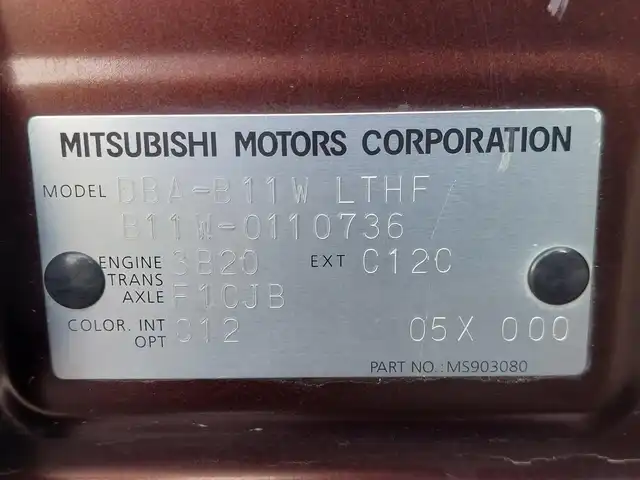 MITSUBISHI MOTORS CORPORATION
MODEL DBA-B11W LTHF
B11W-0110736
ENGINE 3B20 EXT C12C
TRANS
AXLE F1CJB
COLOR. INT C12 05X 000
OPT
PART NO.:MS903080